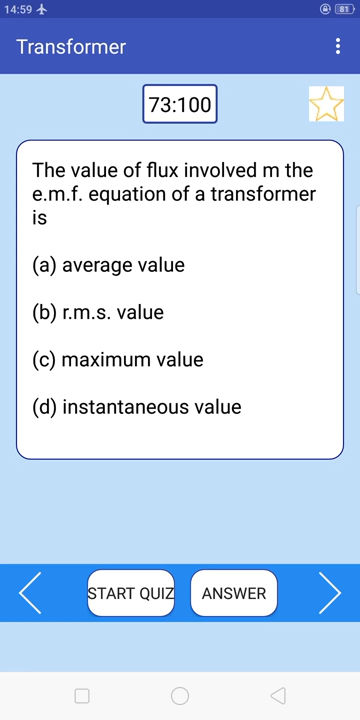 14:59
81
Transformer
73:100
The value of flux involved m the
e.m.f. equation of a transformer
is
(a) average value
(b) r.m.s. value
(c) maximum value
(d) instantaneous value
START QUIZ
ANSWER